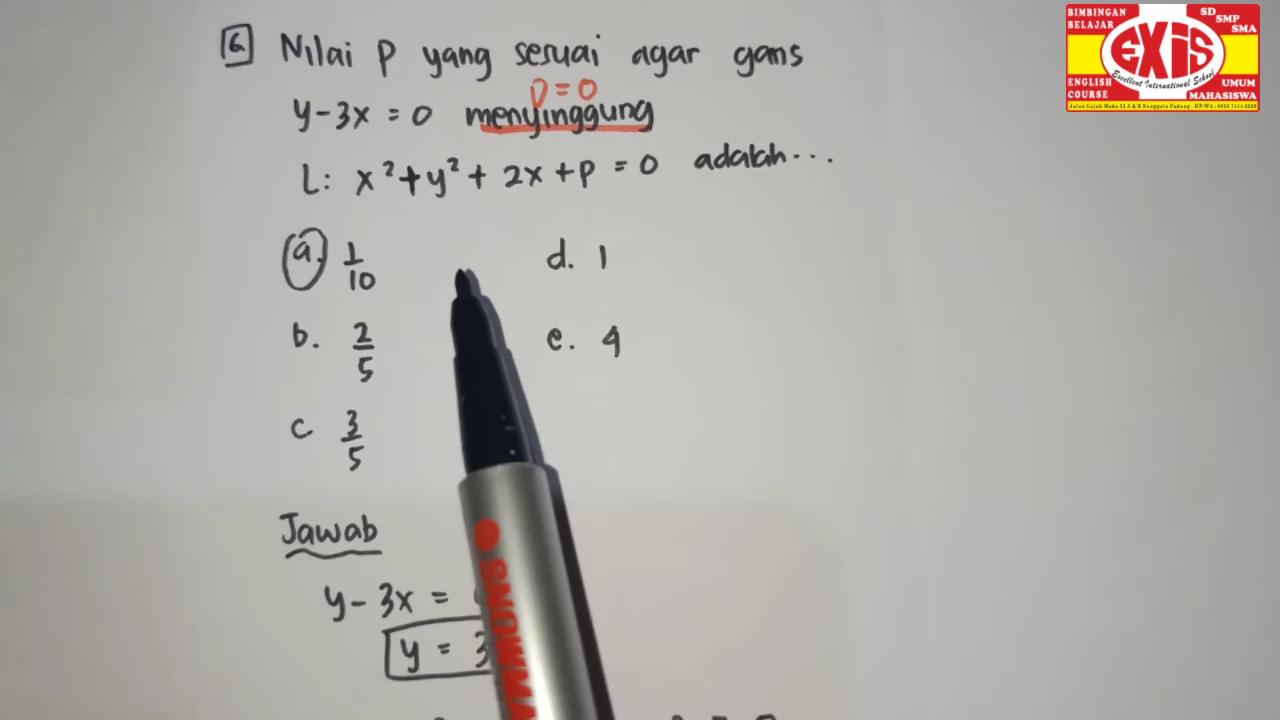 6 Nilai P yang sesuai agar garis
D = 0
y - 3x = 0 menyinggung
L: x² + y² + 2x + p = 0 adalah...
a. 1/10 d. 1
b. 2/5 e. 4
c 3/5
Jawab
y - 3x =
y = 3
SNOWMA
BIMBINGAN BELAJAR
SD SMP SMA
EXIS
Excellent International School
ENGLISH COURSE
UMUM MAHASISWA